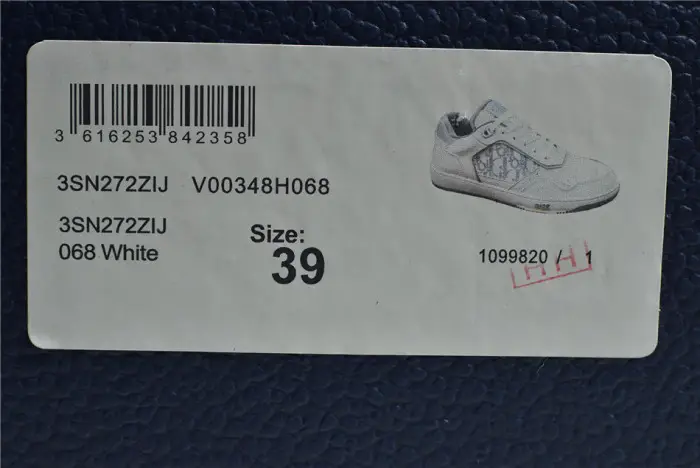 3 616253 842358
3SN272ZIJ V00348H068
3SN272ZIJ
068 White
Size:
39
1099820 / 1
HH